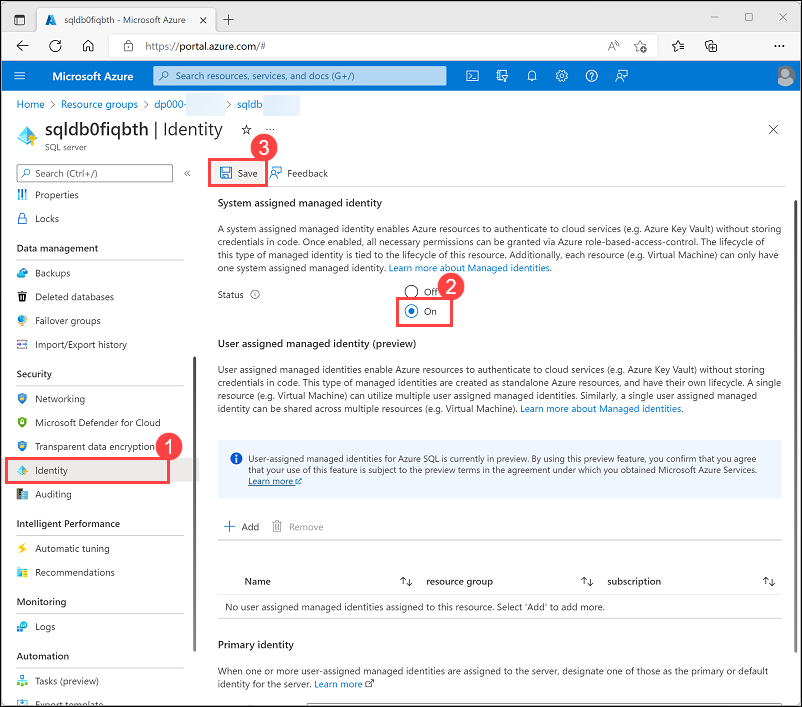 sqldb0fiqbth - Microsoft Azure
https://portal.azure.com/#
Microsoft Azure
Search resources, services, and docs (G+/)
Home > Resource groups > dp000- > sqldb
sqldb0fiqbth | Identity
SQL server
3
Search (Ctrl+/)
«
Save
Feedback
Properties
Locks
Data management
Backups
Deleted databases
Failover groups
Import/Export history
Security
Networking
Microsoft Defender for Cloud
Transparent data encryption
1
Identity
Auditing
Intelligent Performance
Automatic tuning
Recommendations
Monitoring
Logs
Automation
Tasks (preview)
Export template
System assigned managed identity
A system assigned managed identity enables Azure resources to authenticate to cloud services (e.g. Azure Key Vault) without storing
credentials in code. Once enabled, all necessary permissions can be granted via Azure role-based-access-control. The lifecycle of
this type of managed identity is tied to the lifecycle of this resource. Additionally, each resource (e.g. Virtual Machine) can only have
one system assigned managed identity. Learn more about Managed identities.
Status
Off
2
On
User assigned managed identity (preview)
User assigned managed identities enable Azure resources to authenticate to cloud services (e.g. Azure Key Vault) without storing
credentials in code. This type of managed identities are created as standalone Azure resources, and have their own lifecycle. A single
resource (e.g. Virtual Machine) can utilize multiple user assigned managed identities. Similarly, a single user assigned managed
identity can be shared across multiple resources (e.g. Virtual Machine). Learn more about Managed identities.
User-assigned managed identities for Azure SQL is currently in preview. By using this preview feature, you confirm that you agree
that your use of this feature is subject to the preview terms in the agreement under which you obtained Microsoft Azure Services.
Learn more
Add
Remove
Name
resource group
subscription
No user assigned managed identities assigned to this resource. Select 'Add' to add more.
Primary identity
When one or more user-assigned managed identities are assigned to the server, designate one of those as the primary or default
identity for the server. Learn more